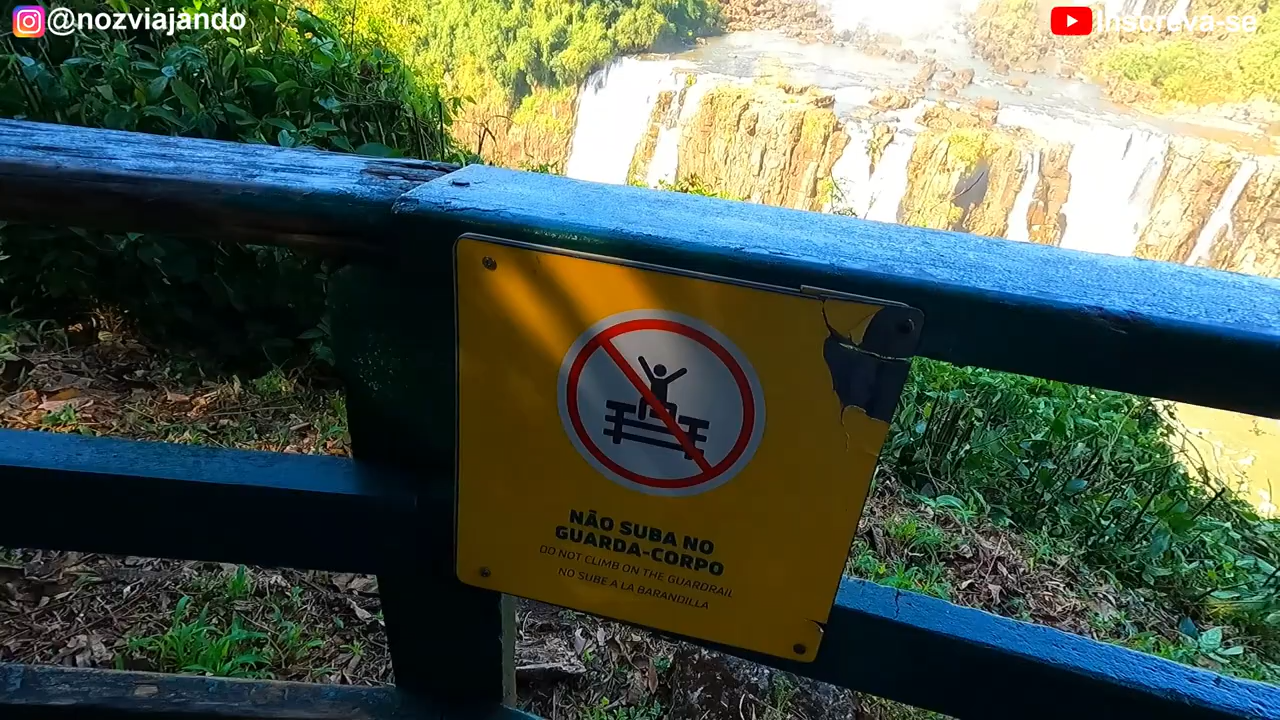 @nozviajando
Inscreva-se
NÃO SUBA NO
GUARDA-CORPO
DO NOT CLIMB ON THE GUARDRAIL
NO SUBE A LA BARANDILLA